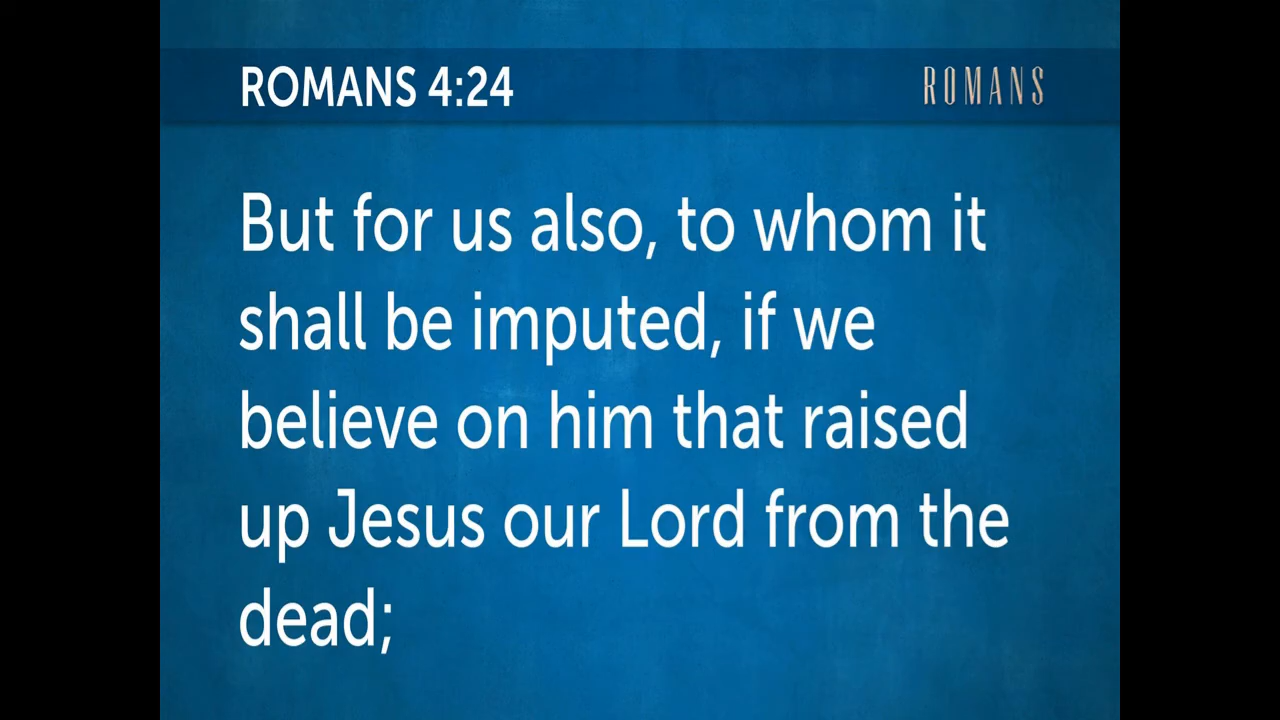 ROMANS 4:24
ROMANS
But for us also, to whom it
shall be imputed, if we
believe on him that raised
up Jesus our Lord from the
dead;